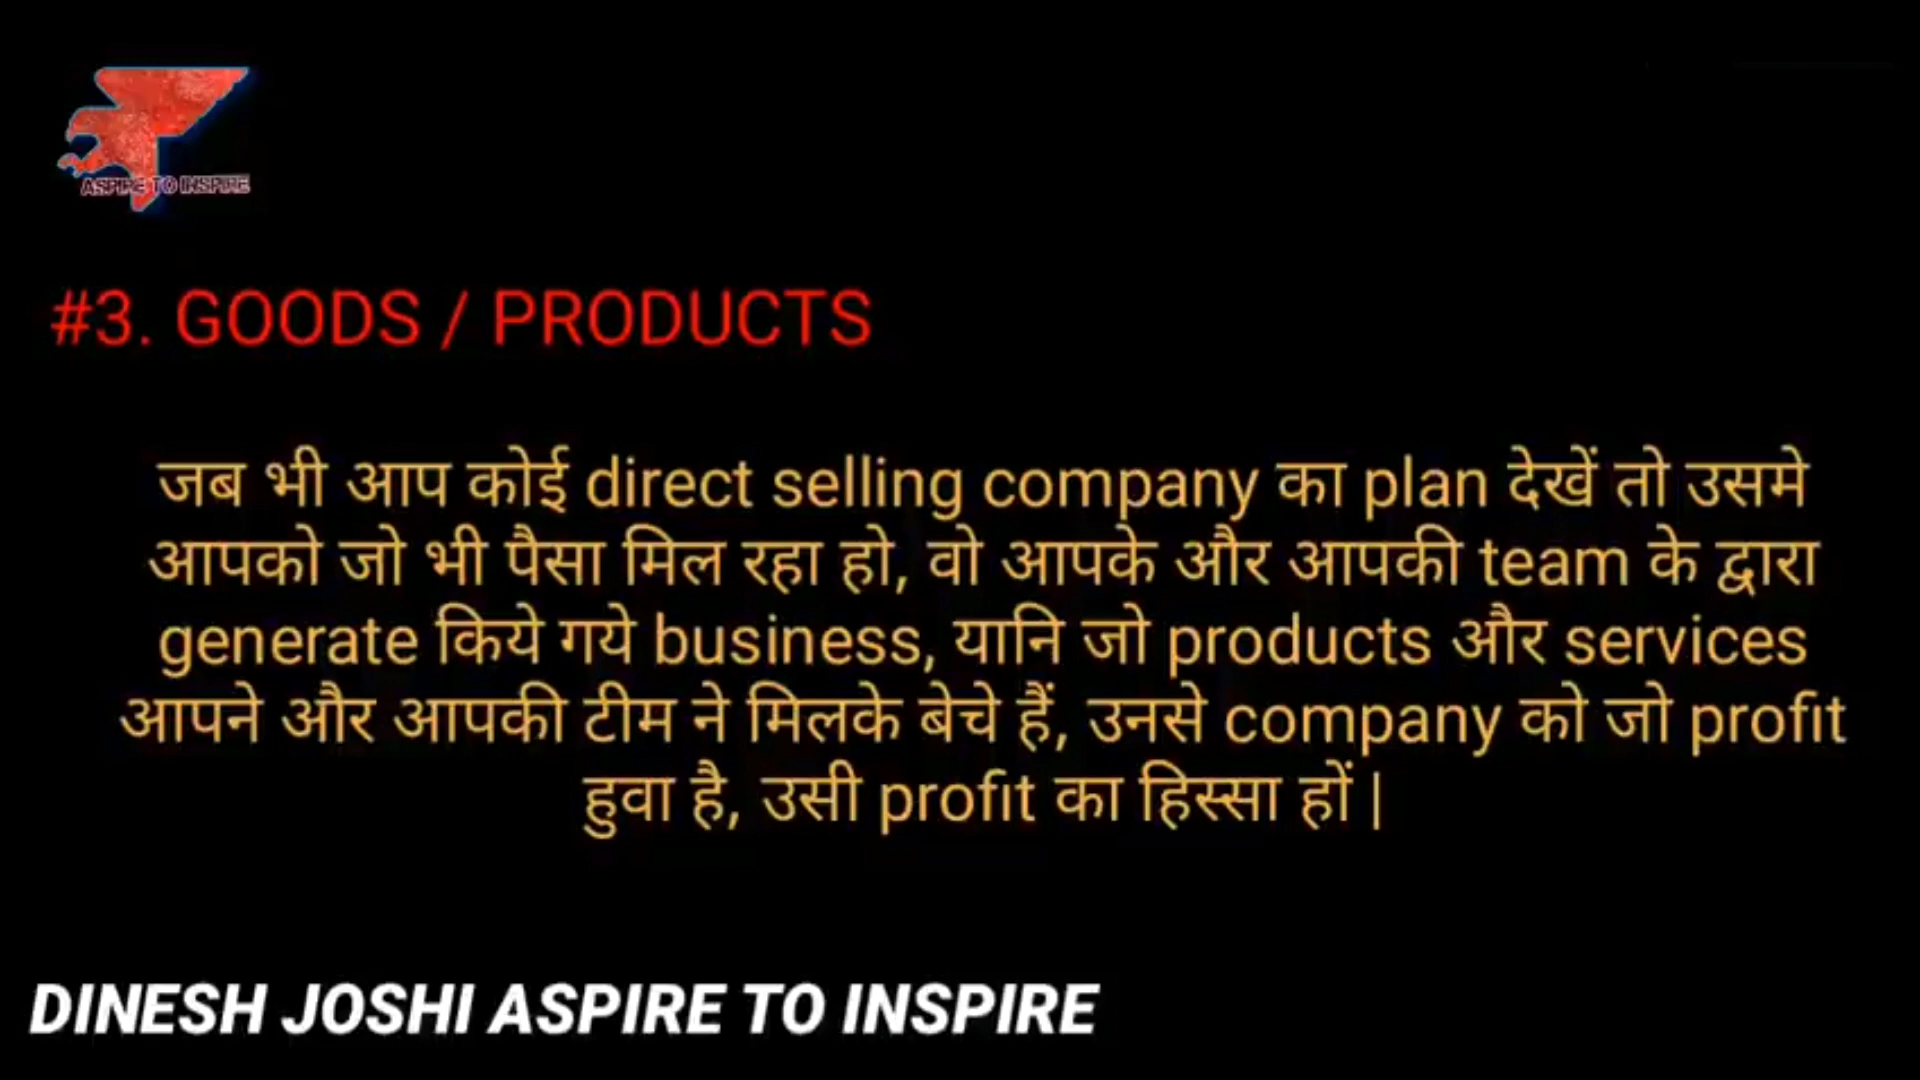 ASPIRE TO INSPIRE
#3. GOODS / PRODUCTS
जब भी आप कोई direct selling company का plan देखें तो उसमे
आपको जो भी पैसा मिल रहा हो, वो आपके और आपकी team के द्वारा
generate किये गये business, यानि जो products और services
आपने और आपकी टीम ने मिलके बेचे हैं, उनसे company को जो profit
हुवा है, उसी profit का हिस्सा हों |
DINESH JOSHI ASPIRE TO INSPIRE